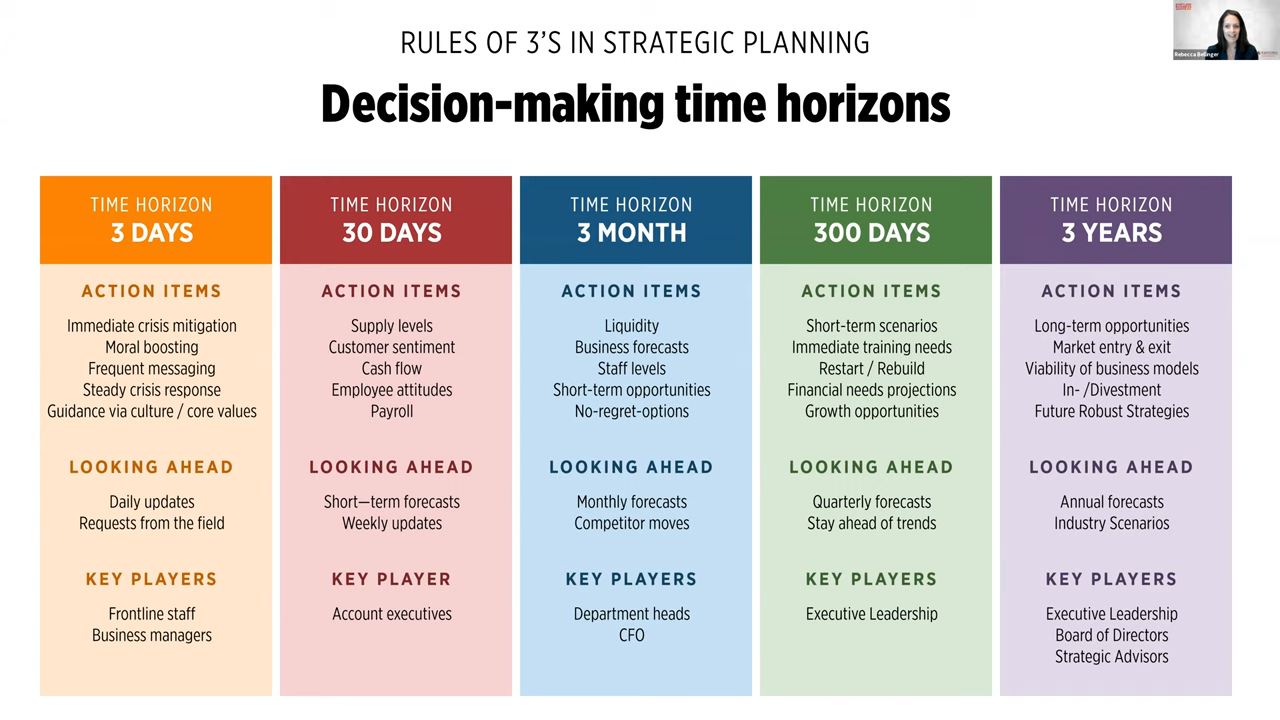 RULES OF 3'S IN STRATEGIC PLANNING
Decision-making time horizons
Rebecca Bellinger
TIME HORIZON
3 DAYS
ACTION ITEMS
Immediate crisis mitigation
Moral boosting
Frequent messaging
Steady crisis response
Guidance via culture / core values
LOOKING AHEAD
Daily updates
Requests from the field
KEY PLAYERS
Frontline staff
Business managers
TIME HORIZON
30 DAYS
ACTION ITEMS
Supply levels
Customer sentiment
Cash flow
Employee attitudes
Payroll
LOOKING AHEAD
Short—term forecasts
Weekly updates
KEY PLAYER
Account executives
TIME HORIZON
3 MONTH
ACTION ITEMS
Liquidity
Business forecasts
Staff levels
Short-term opportunities
No-regret-options
LOOKING AHEAD
Monthly forecasts
Competitor moves
KEY PLAYERS
Department heads
CFO
TIME HORIZON
300 DAYS
ACTION ITEMS
Short-term scenarios
Immediate training needs
Restart / Rebuild
Financial needs projections
Growth opportunities
LOOKING AHEAD
Quarterly forecasts
Stay ahead of trends
KEY PLAYERS
Executive Leadership
TIME HORIZON
3 YEARS
ACTION ITEMS
Long-term opportunities
Market entry & exit
Viability of business models
In- /Divestment
Future Robust Strategies
LOOKING AHEAD
Annual forecasts
Industry Scenarios
KEY PLAYERS
Executive Leadership
Board of Directors
Strategic Advisors